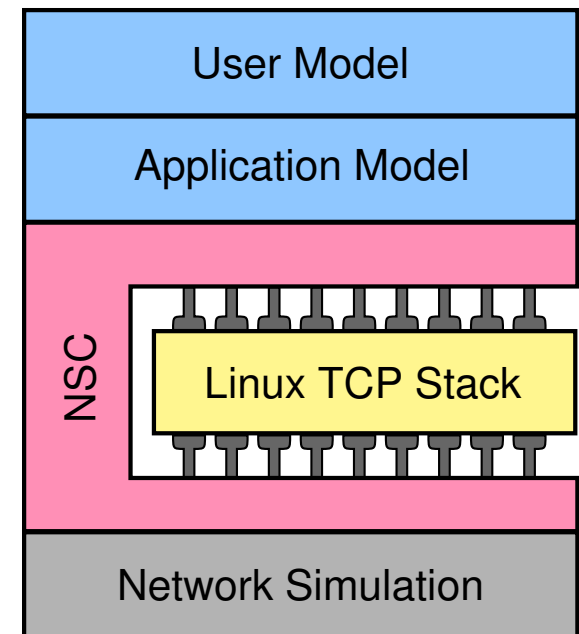 User Model
Application Model
NSC
Linux TCP Stack
Network Simulation